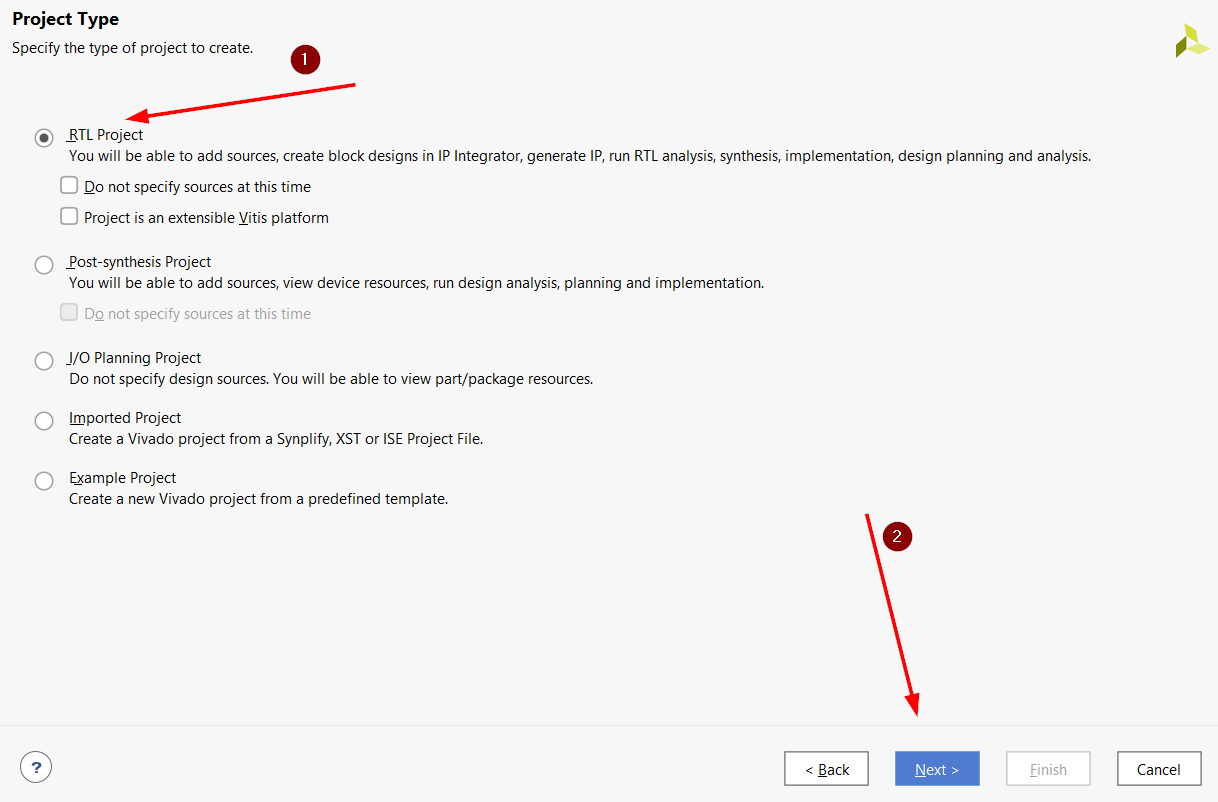 Project Type
Specify the type of project to create.
1
RTL Project
You will be able to add sources, create block designs in IP Integrator, generate IP, run RTL analysis, synthesis, implementation, design planning and analysis.
Do not specify sources at this time
Project is an extensible Vitis platform
Post-synthesis Project
You will be able to add sources, view device resources, run design analysis, planning and implementation.
Do not specify sources at this time
I/O Planning Project
Do not specify design sources. You will be able to view part/package resources.
Imported Project
Create a Vivado project from a Synplify, XST or ISE Project File.
Example Project
Create a new Vivado project from a predefined template.
2
? < Back Next > Finish Cancel